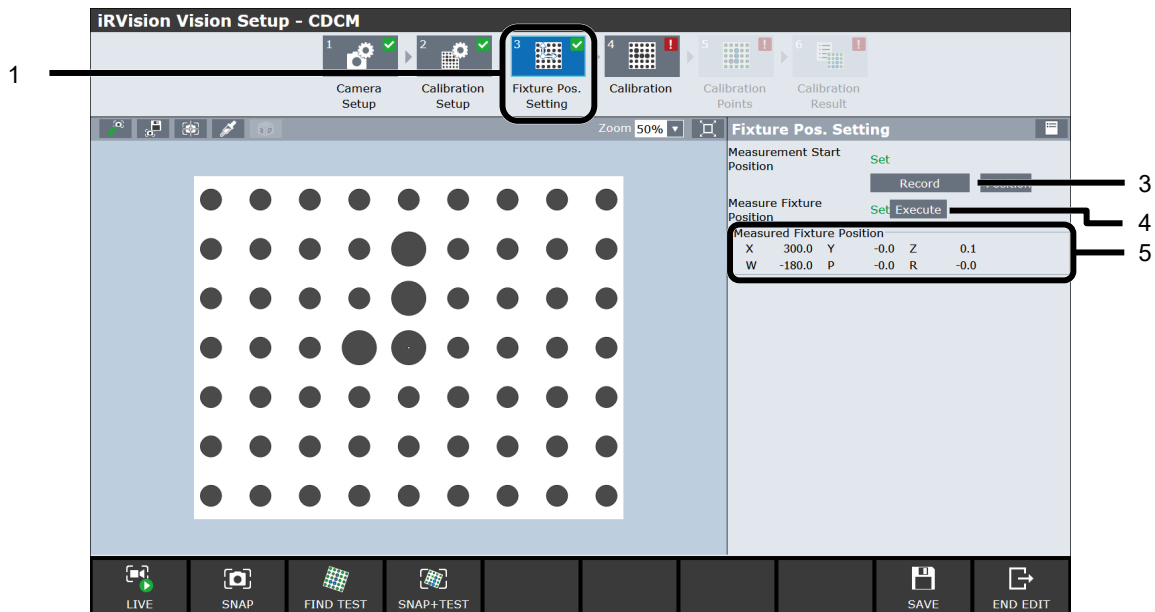 iRVision Vision Setup - CDCM
1 2 3 4 5 6
Camera Setup
Calibration Setup
Fixture Pos. Setting
Calibration
Calibration Points
Calibration Result
1
Zoom 50%
Fixture Pos. Setting
Measurement Start Position
Set
Record
Position
3
Measure Fixture Position
Set Execute
4
Measured Fixture Position
X 300.0 Y -0.0 Z 0.1
W -180.0 P -0.0 R -0.0
5
LIVE SNAP FIND TEST SNAP+TEST SAVE END EDIT